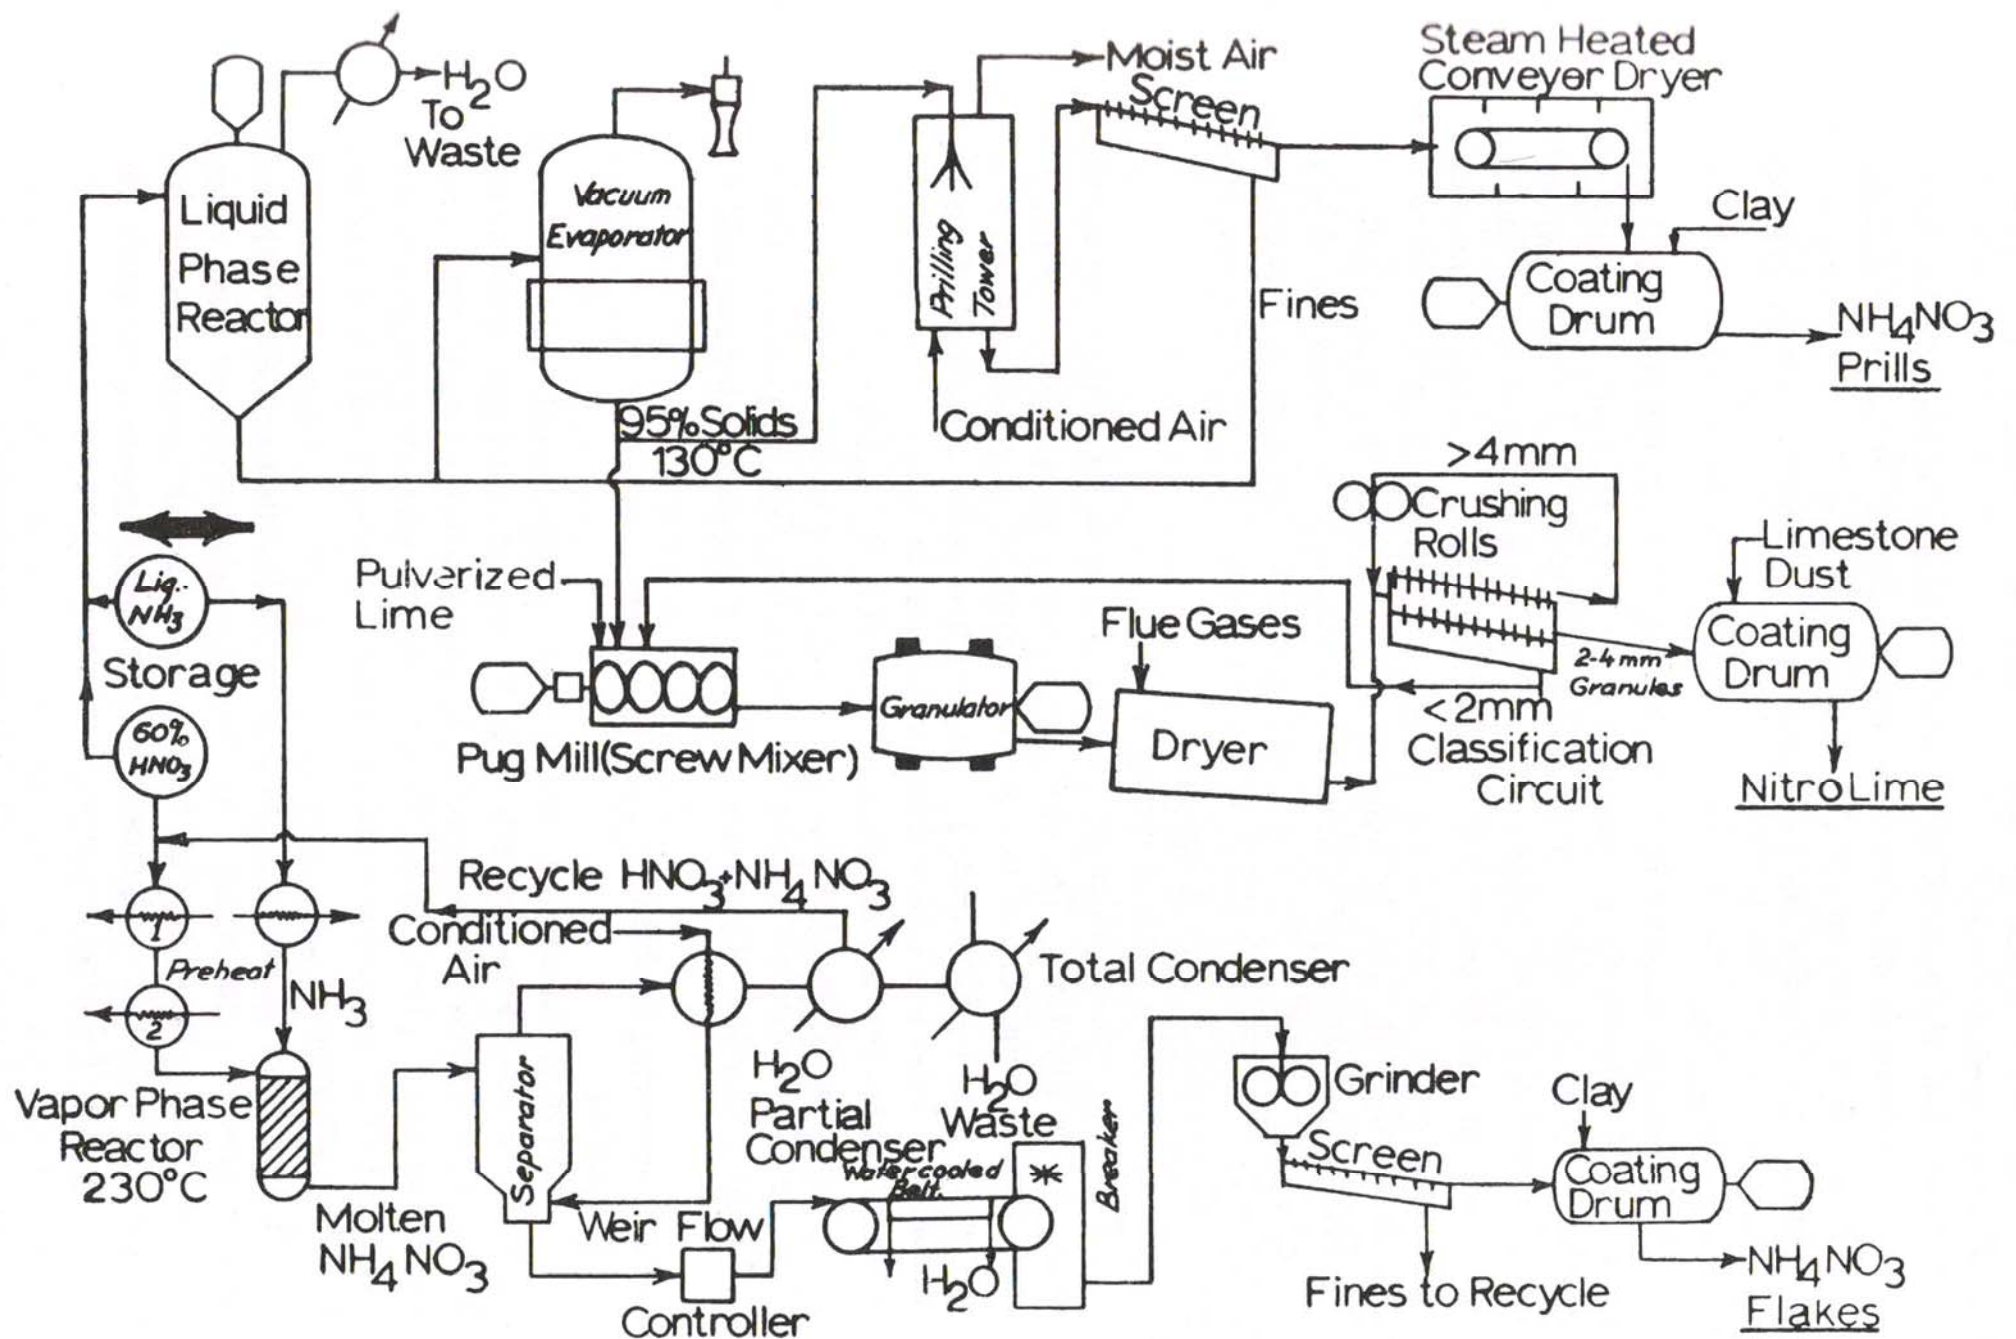 H2O
To
Waste
Liquid
Phase
Reactor
Vacuum
Evaporator
95% Solids
130°C
Moist Air
Screen
Prilling
Tower
Conditioned Air
Fines
Steam Heated
Conveyer Dryer
Clay
Coating
Drum
NH4NO3
Prills
Liq.
NH3
Storage
60%
HNO3
Pulverized
Lime
Pug Mill(Screw Mixer)
Granulator
Flue Gases
Dryer
>4mm
Crushing
Rolls
2-4mm
Granules
<2mm
Classification
Circuit
Limestone
Dust
Coating
Drum
Nitro Lime
Recycle HNO3+NH4NO3
Conditioned
Air
1
Preheat
2
NH3
Vapor Phase
Reactor
230°C
Molten
NH4NO3
Separator
Weir Flow
Controller
H2O
Partial
Condenser
Total Condenser
H2O
Waste
Water cooled
Belt.
H2O
Breaker
Grinder
Screen
Fines to Recycle
Clay
Coating
Drum
NH4NO3
Flakes